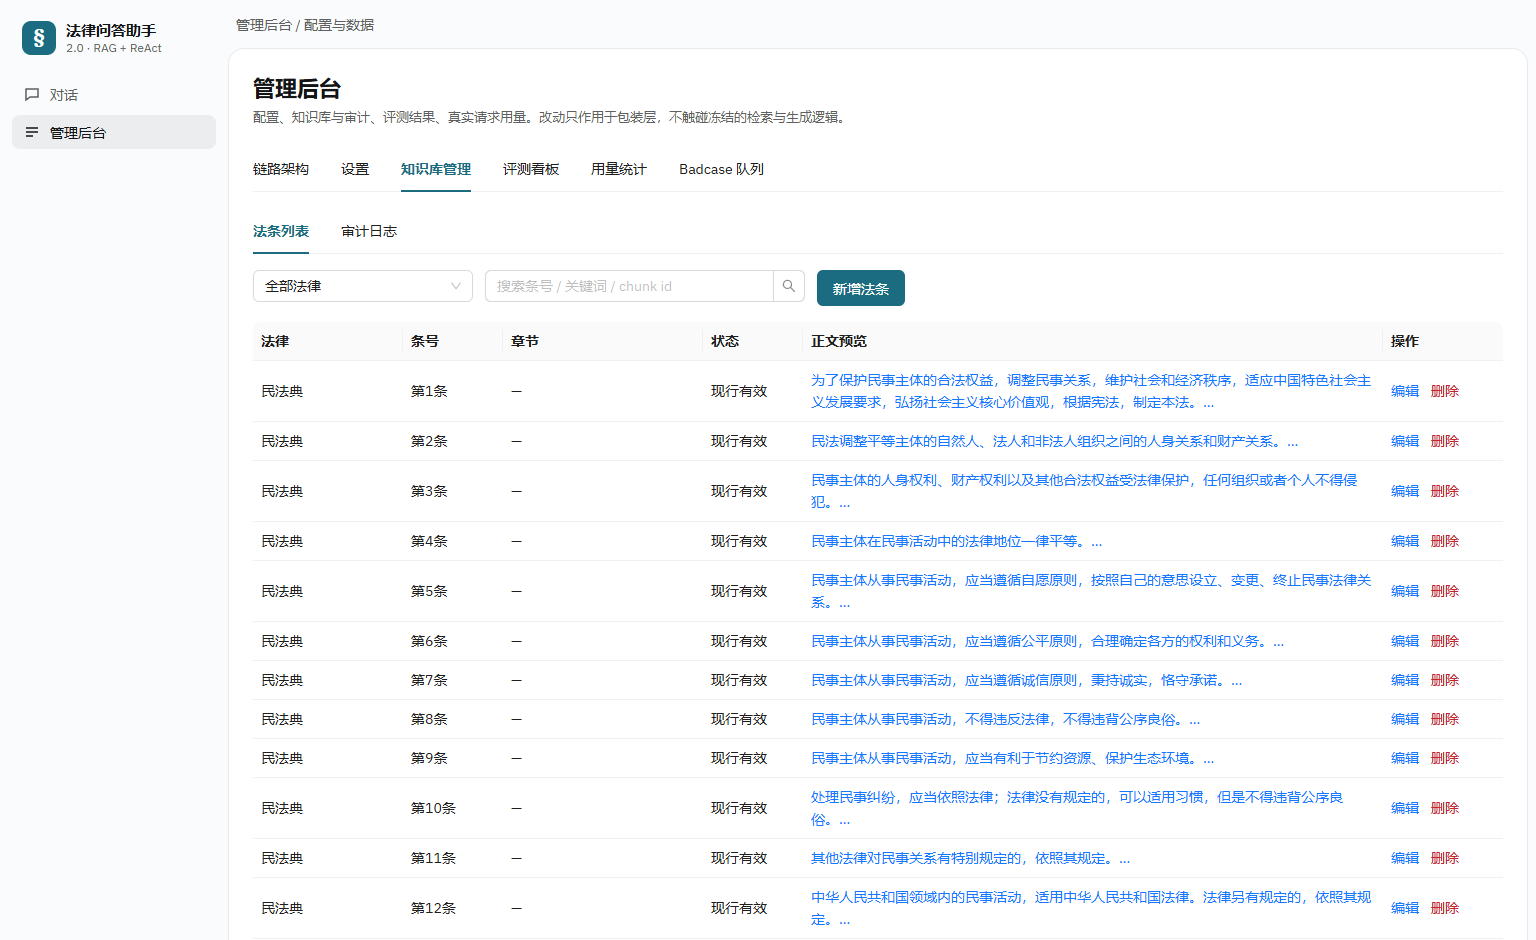 §
法律问答助手
2.0 · RAG + ReAct
对话
管理后台
管理后台 / 配置与数据
管理后台
配置、知识库与审计、评测结果、真实请求用量。改动只作用于包装层，不触碰冻结的检索与生成逻辑。
链路架构 设置 知识库管理 评测看板 用量统计 Badcase 队列
法条列表 审计日志
全部法律 搜索条号 / 关键词 / chunk id 新增法条
法律 条号 章节 状态 正文预览 操作
民法典 第1条 — 现行有效 为了保护民事主体的合法权益，调整民事关系，维护社会和经济秩序，适应中国特色社会主
义发展要求，弘扬社会主义核心价值观，根据宪法，制定本法。... 编辑 删除
民法典 第2条 — 现行有效 民法调整平等主体的自然人、法人和非法人组织之间的人身关系和财产关系。... 编辑 删除
民法典 第3条 — 现行有效 民事主体的人身权利、财产权利以及其他合法权益受法律保护，任何组织或者个人不得侵
犯。... 编辑 删除
民法典 第4条 — 现行有效 民事主体在民事活动中的法律地位一律平等。... 编辑 删除
民法典 第5条 — 现行有效 民事主体从事民事活动，应当遵循自愿原则，按照自己的意思设立、变更、终止民事法律关
系。... 编辑 删除
民法典 第6条 — 现行有效 民事主体从事民事活动，应当遵循公平原则，合理确定各方的权利和义务。... 编辑 删除
民法典 第7条 — 现行有效 民事主体从事民事活动，应当遵循诚信原则，秉持诚实，恪守承诺。... 编辑 删除
民法典 第8条 — 现行有效 民事主体从事民事活动，不得违反法律，不得违背公序良俗。... 编辑 删除
民法典 第9条 — 现行有效 民事主体从事民事活动，应当有利于节约资源、保护生态环境。... 编辑 删除
民法典 第10条 — 现行有效 处理民事纠纷，应当依照法律；法律没有规定的，可以适用习惯，但是不得违背公序良
俗。... 编辑 删除
民法典 第11条 — 现行有效 其他法律对民事关系有特别规定的，依照其规定。... 编辑 删除
民法典 第12条 — 现行有效 中华人民共和国领域内的民事活动，适用中华人民共和国法律。法律另有规定的，依照其规
定。... 编辑 删除